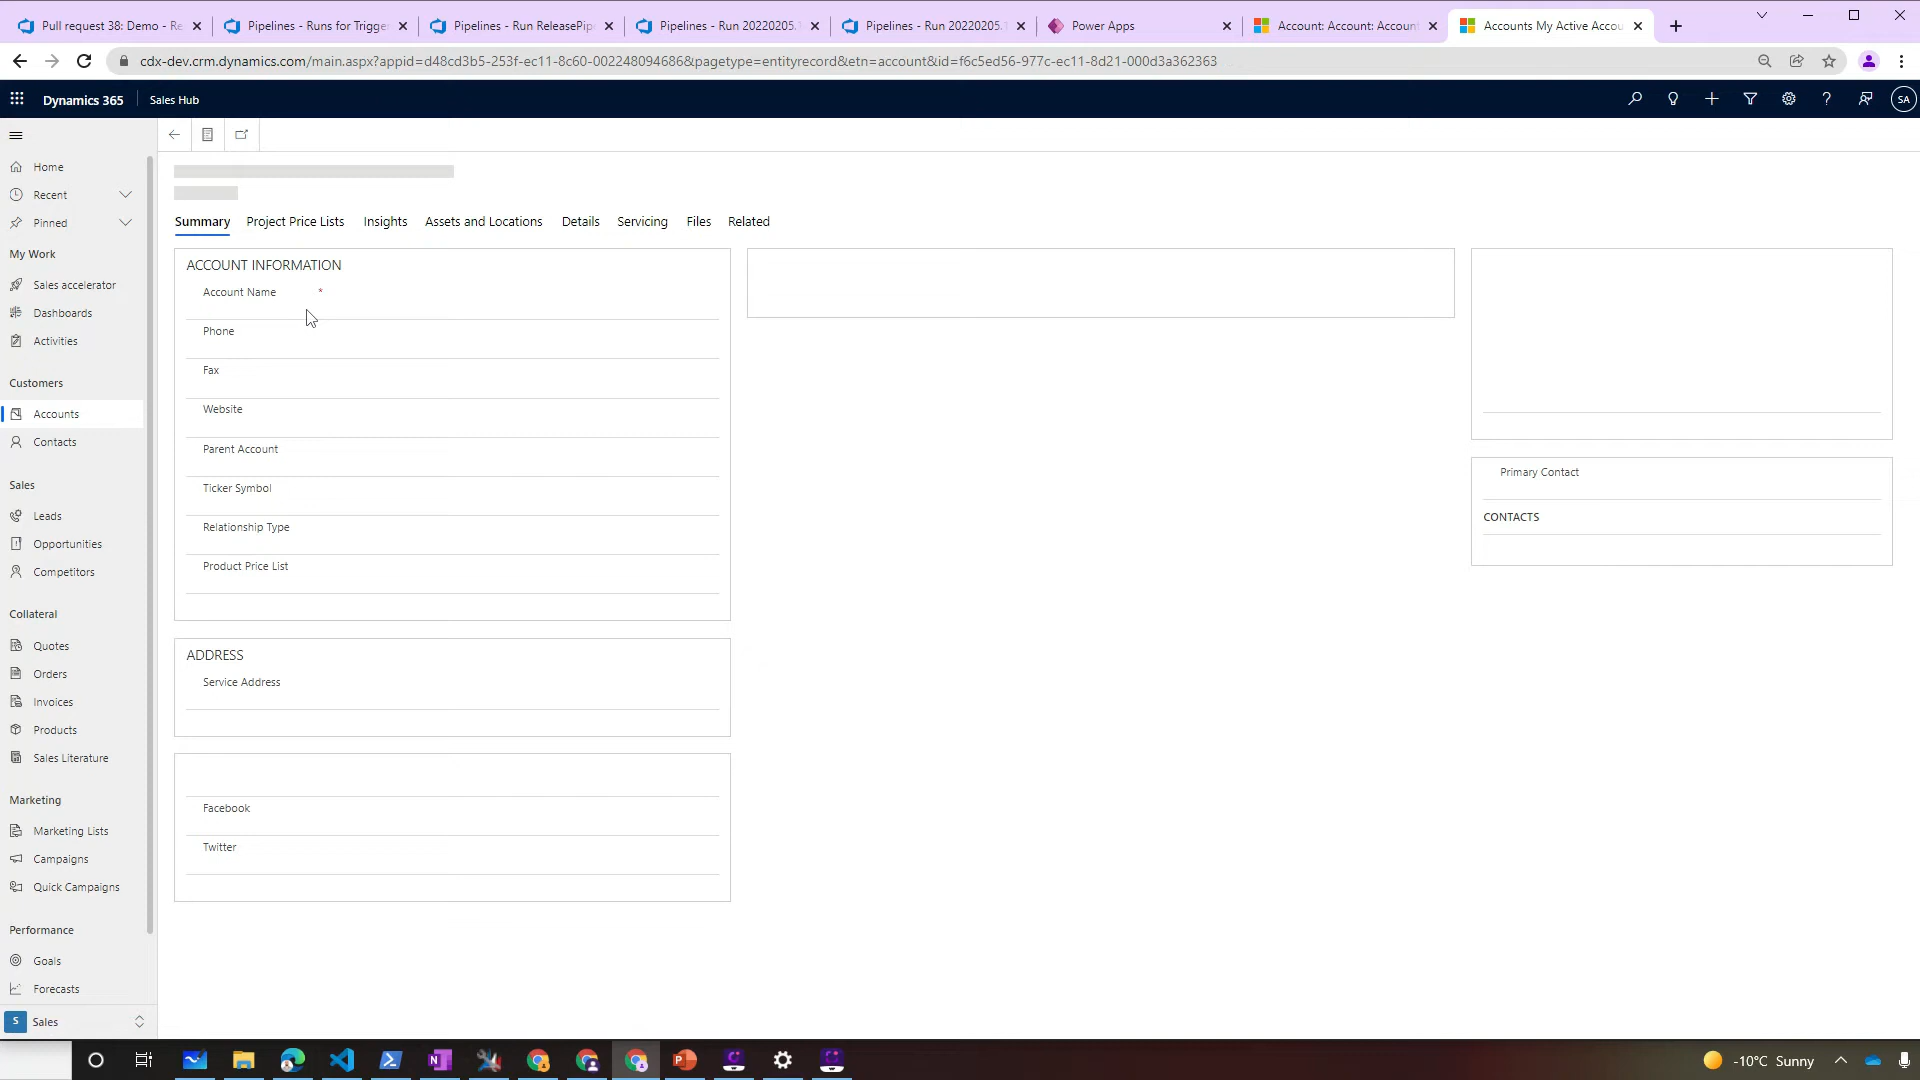 Pull request 38: Demo - Re
Pipelines - Runs for Trigger
Pipelines - Run ReleasePip
Pipelines - Run 20220205.
Pipelines - Run 20220205.
Power Apps
Account: Account: Account
Accounts My Active Accou
cdx-dev.crm.dynamics.com/main.aspx?appid=d48cd3b5-253f-ec11-8c60-002248094686&pagetype=entityrecord&etn=account&id=f6c5ed56-977c-ec11-8d21-000d3a362363
Dynamics 365
Sales Hub
SA
Home
Recent
Pinned
My Work
Sales accelerator
Dashboards
Activities
Customers
Accounts
Contacts
Sales
Leads
Opportunities
Competitors
Collateral
Quotes
Orders
Invoices
Products
Sales Literature
Marketing
Marketing Lists
Campaigns
Quick Campaigns
Performance
Goals
Forecasts
S Sales
Summary Project Price Lists Insights Assets and Locations Details Servicing Files Related
ACCOUNT INFORMATION
Account Name *
Phone
Fax
Website
Parent Account
Ticker Symbol
Relationship Type
Product Price List
ADDRESS
Service Address
Facebook
Twitter
Primary Contact
CONTACTS
-10°C Sunny